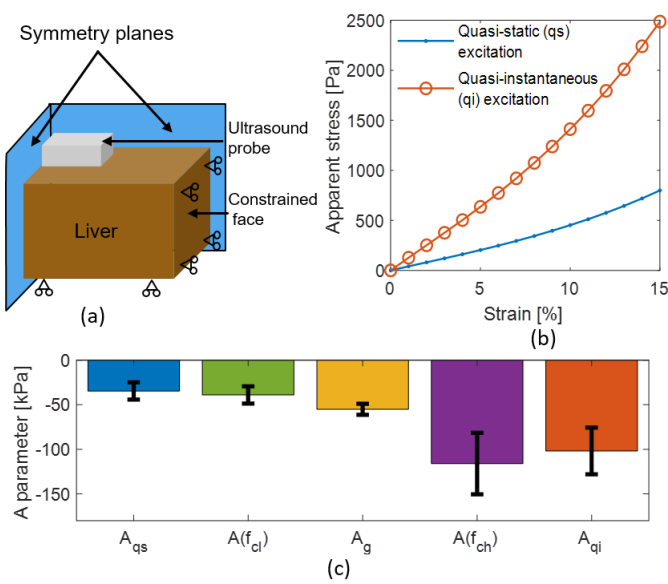 (a)
Symmetry planes
Ultrasound
probe
Constrained
face
Liver
(a)
Apparent stress [Pa]
2500
2000
1500
1000
500
0
Quasi-static (qs)
excitation
Quasi-instantaneous
(qi) excitation
0
5
10
15
Strain [%]
(b)
A parameter [kPa]
0
-50
-100
-150
A_qs
A(f_cl)
A_g
A(f_ch)
A_qi
(c)